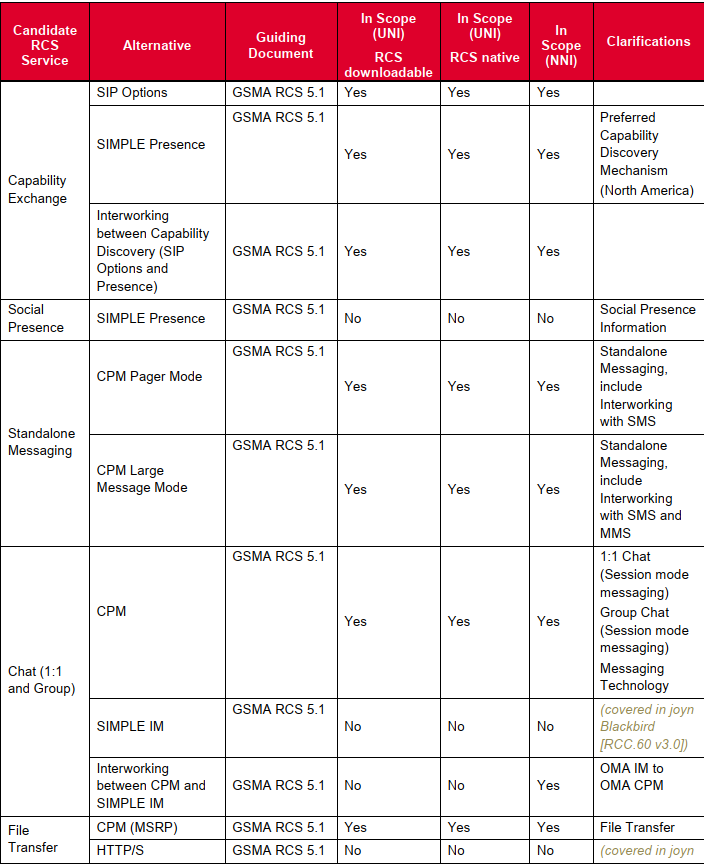 Candidate RCS Service | Alternative | Guiding Document | In Scope (UNI) RCS downloadable | In Scope (UNI) RCS native | In Scope (NNI) | Clarifications
Capability Exchange | SIP Options | GSMA RCS 5.1 | Yes | Yes | Yes |
SIMPLE Presence | GSMA RCS 5.1 | Yes | Yes | Yes | Preferred Capability Discovery Mechanism (North America)
Interworking between Capability Discovery (SIP Options and Presence) | GSMA RCS 5.1 | Yes | Yes | Yes |
Social Presence | SIMPLE Presence | GSMA RCS 5.1 | No | No | No | Social Presence Information
Standalone Messaging | CPM Pager Mode | GSMA RCS 5.1 | Yes | Yes | Yes | Standalone Messaging, include Interworking with SMS
CPM Large Message Mode | GSMA RCS 5.1 | Yes | Yes | Yes | Standalone Messaging, include Interworking with SMS and MMS
Chat (1:1 and Group) | CPM | GSMA RCS 5.1 | Yes | Yes | Yes | 1:1 Chat (Session mode messaging) Group Chat (Session mode messaging) Messaging Technology
SIMPLE IM | GSMA RCS 5.1 | No | No | No | (covered in joyn Blackbird [RCC.60 v3.0])
Interworking between CPM and SIMPLE IM | GSMA RCS 5.1 | No | No | Yes | OMA IM to OMA CPM
File Transfer | CPM (MSRP) | GSMA RCS 5.1 | Yes | Yes | Yes | File Transfer
HTTP/S | GSMA RCS 5.1 | No | No | No | (covered in joyn